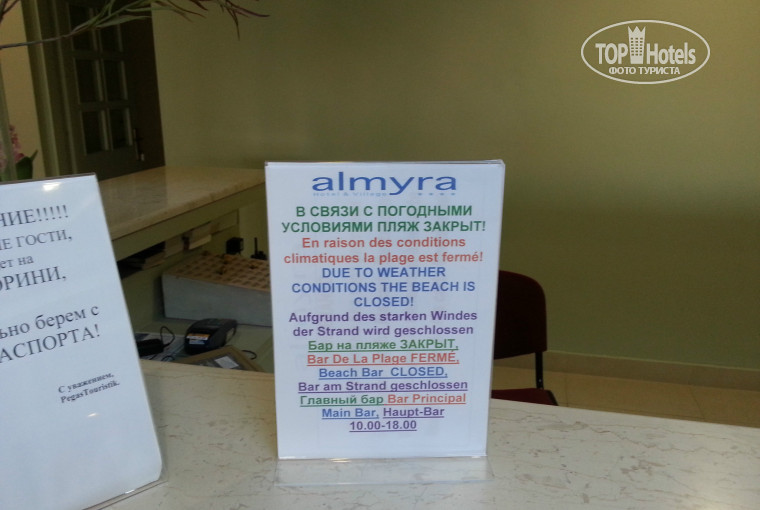 TOP Hotels
ФОТО ТУРИСТА
almyra
Hotel & Village
В СВЯЗИ С ПОГОДНЫМИ
УСЛОВИЯМИ ПЛЯЖ ЗАКРЫТ!
En raison des conditions
climatiques la plage est fermé!
DUE TO WEATHER
CONDITIONS THE BEACH IS
CLOSED!
Aufgrund des starken Windes
der Strand wird geschlossen
Бар на пляже ЗАКРЫТ,
Bar De La Plage FERMÉ,
Beach Bar CLOSED,
Bar am Strand geschlossen
Главный бар Bar Principal
Main Bar, Haupt-Bar
10.00-18.00
НИЕ!!!!!
ГОСТИ,
на
ОРИНИ,
берем с
АСПОРТА!
С уважением,
PegasTouristik.